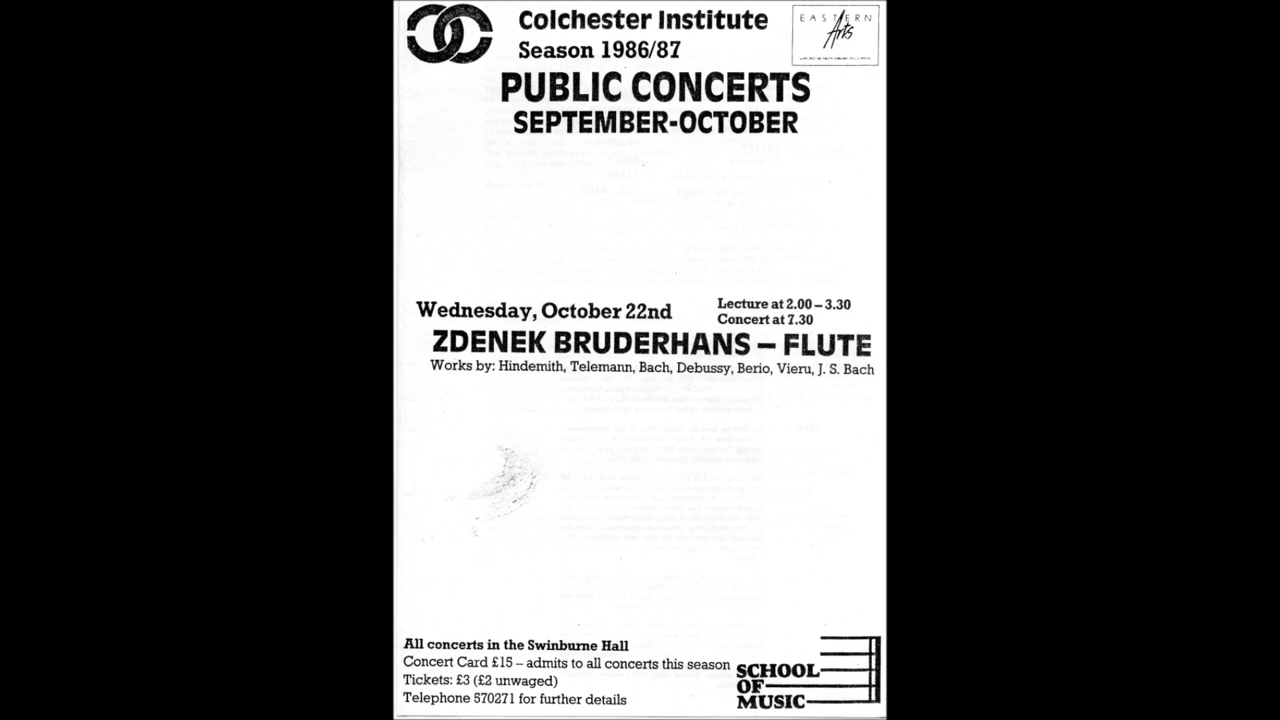 Colchester Institute
Season 1986/87
EASTERN
Arts
PUBLIC CONCERTS
SEPTEMBER-OCTOBER
Wednesday, October 22nd
Lecture at 2.00 – 3.30
Concert at 7.30
ZDENEK BRUDERHANS – FLUTE
Works by: Hindemith, Telemann, Bach, Debussy, Berio, Vieru, J. S. Bach
All concerts in the Swinburne Hall
Concert Card £15 – admits to all concerts this season
Tickets: £3 (£2 unwaged)
Telephone 570271 for further details
SCHOOL
OF
MUSIC